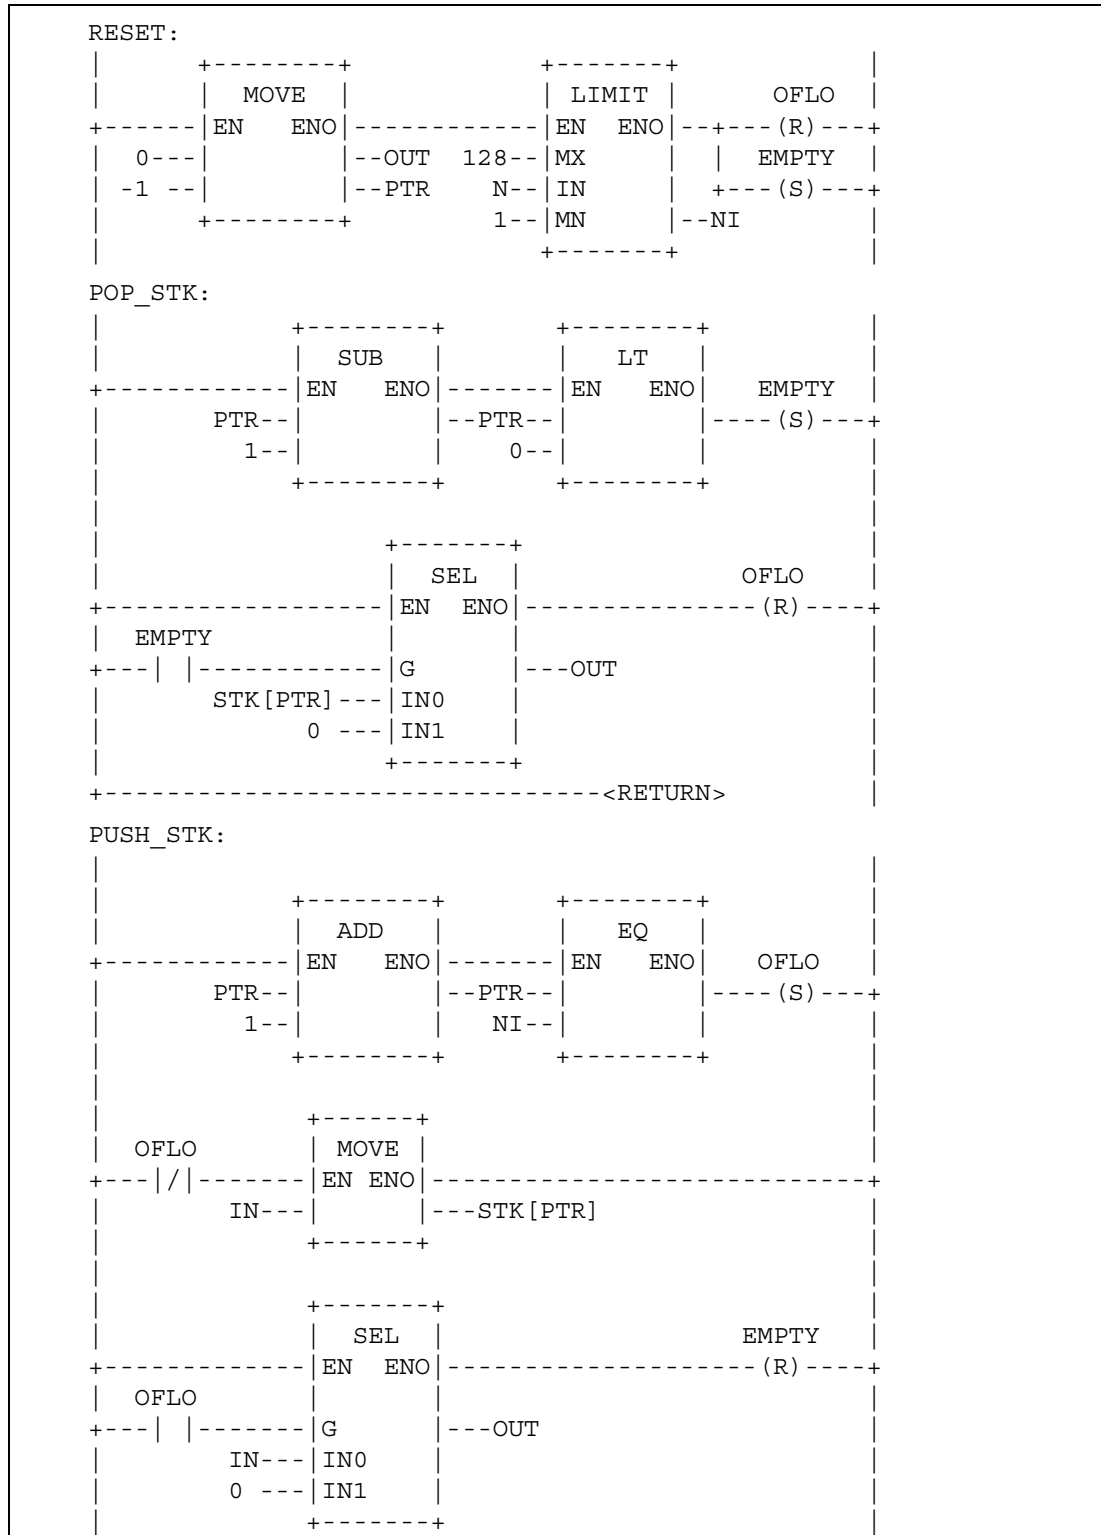 RESET:
|      +--------+            +-------+            |
|      |  MOVE  |            | LIMIT |     OFLO   |
+------|EN   ENO|------------|EN  ENO|--+---(R)---+
|  0---|        |--OUT  128--|MX     |  |  EMPTY  |
| -1 --|        |--PTR    N--|IN     |  +---(S)---+
|      +--------+         1--|MN     |--NI        |
|                            +-------+            |
POP_STK:
|            +--------+       +--------+          |
|            |  SUB   |       |   LT   |          |
+------------|EN   ENO|-------|EN   ENO|   EMPTY  |
|       PTR--|        |--PTR--|        |----(S)---+
|         1--|        |    0--|        |          |
|            +--------+       +--------+          |
|                                                 |
|                  +-------+                      |
|                  |  SEL  |              OFLO    |
+------------------|EN  ENO|---------------(R)----+
|  EMPTY           |       |                      |
+---| |------------|G      |---OUT                |
|       STK[PTR]---|IN0    |                      |
|             0 ---|IN1    |                      |
|                  +-------+                      |
+--------------------------------<RETURN>         |
PUSH_STK:
|                                                 |
|            +--------+       +--------+          |
|            |  ADD   |       |   EQ   |          |
+------------|EN   ENO|-------|EN   ENO|   OFLO   |
|       PTR--|        |--PTR--|        |----(S)---+
|         1--|        |   NI--|        |          |
|            +--------+       +--------+          |
|                                                 |
|             +------+                            |
|  OFLO       | MOVE |                            |
+---|/|-------|EN ENO|----------------------------+
|        IN---|      |---STK[PTR]                 |
|             +------+                            |
|                                                 |
|             +-------+                           |
|             |  SEL  |                   EMPTY   |
+-------------|EN  ENO|--------------------(R)----+
|  OFLO       |       |                           |
+---| |-------|G      |---OUT                     |
|        IN---|IN0    |                           |
|        0 ---|IN1    |                           |
|             +-------+                           |